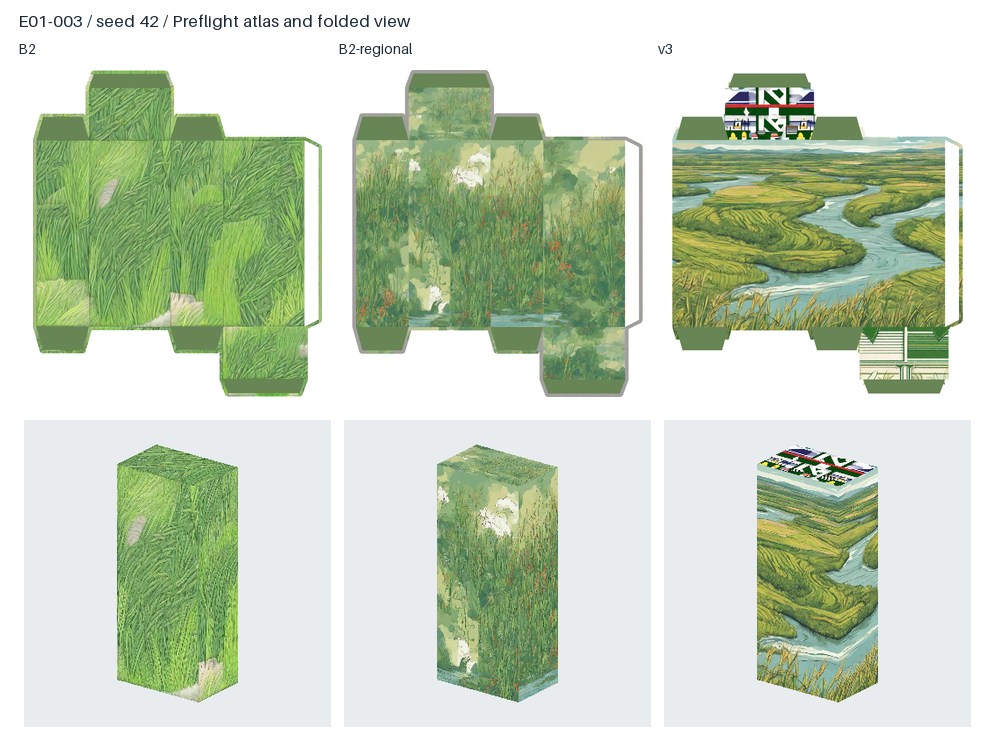 E01-003 / seed 42 / Preflight atlas and folded view
B2
B2-regional
v3